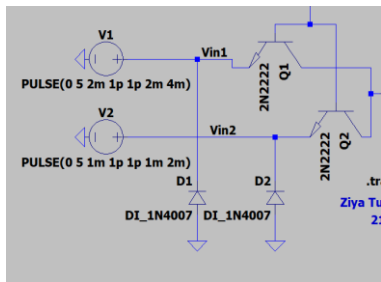 V1
Vin1
PULSE(0 5 2m 1p 1p 2m 4m)
2N2222
Q1
V2
Vin2
PULSE(0 5 1m 1p 1p 1m 2m)
2N2222
Q2
D1
D2
DI_1N4007
DI_1N4007
.tra
Ziya Tu
21